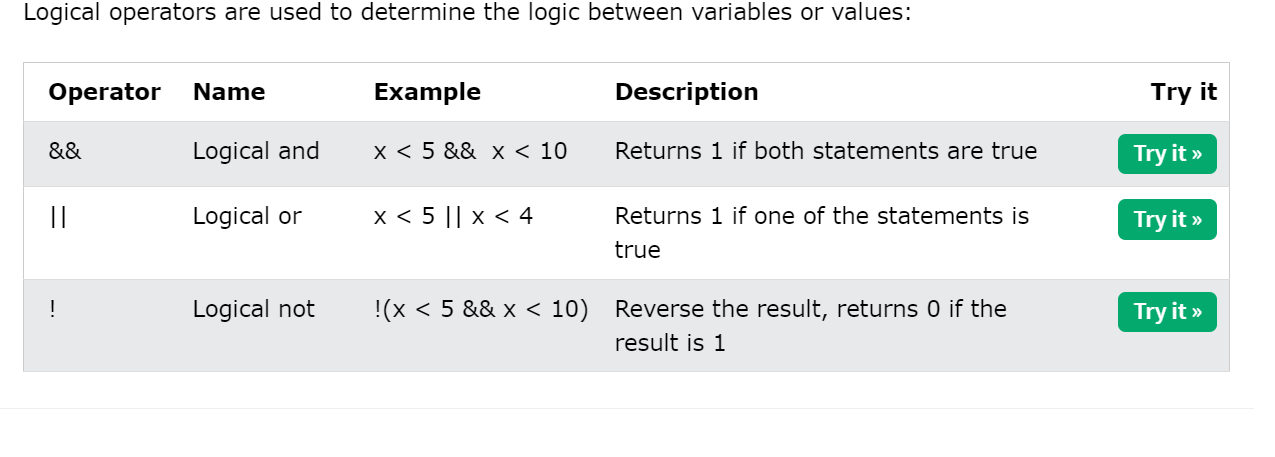 Logical operators are used to determine the logic between variables or values:
Operator Name Example Description Try it
&& Logical and x < 5 &&  x < 10 Returns 1 if both statements are true Try it »
|| Logical or x < 5 || x < 4 Returns 1 if one of the statements is Try it »
true
! Logical not !(x < 5 && x < 10) Reverse the result, returns 0 if the Try it »
result is 1